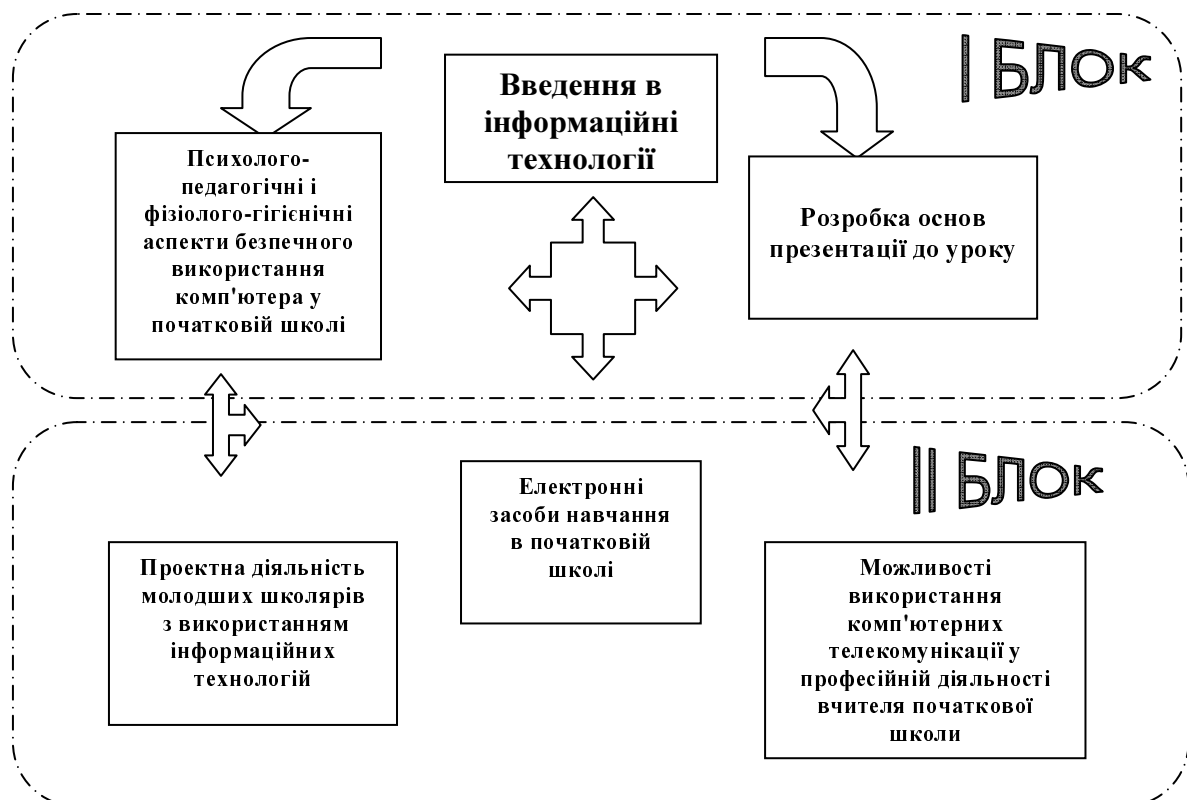 I БЛОК
Введення в
інформаційні
технології
Психолого-
педагогічні і
фізіолого-гігієнічні
аспекти безпечного
використання
комп'ютера у
початковій школі
Розробка основ
презентації до уроку
II БЛОК
Електронні
засоби навчання
в початковій
школі
Проектна діяльність
молодших школярів
з використанням
інформаційних
технологій
Можливості
використання
комп'ютерних
телекомунікації у
професійній діяльності
вчителя початкової
школи